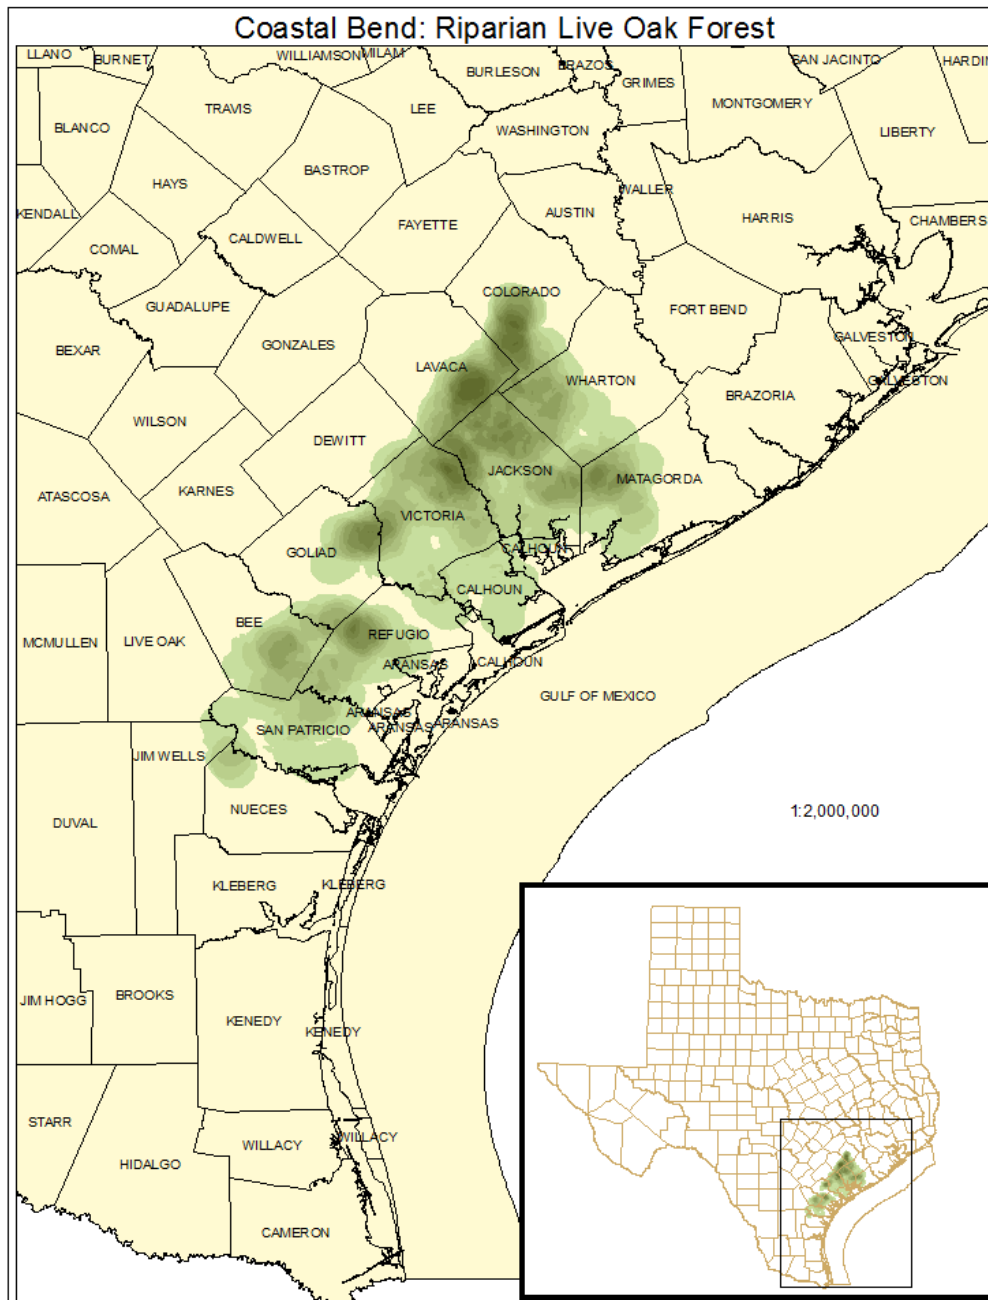 Coastal Bend: Riparian Live Oak Forest
LLANO
BURNET
WILLIAMSON
MILAM
BURLESON
BRAZOS
GRIMES
SAN JACINTO
HARDIN
MONTGOMERY
TRAVIS
LEE
BLANCO
WASHINGTON
LIBERTY
BASTROP
HAYS
WALLER
KENDALL
AUSTIN
HARRIS
CHAMBERS
FAYETTE
CALDWELL
COMAL
COLORADO
GUADALUPE
FORT BEND
GALVESTON
GONZALES
BEXAR
LAVACA
WHARTON
GALVESTON
BRAZORIA
WILSON
DEWITT
JACKSON
MATAGORDA
KARNES
ATASCOSA
VICTORIA
GOLIAD
CALHOUN
CALHOUN
BEE
REFUGIO
MCMULLEN
LIVE OAK
ARANSAS
CALHOUN
GULF OF MEXICO
ARANSAS
ARANSAS
ARANSAS
SAN PATRICIO
JIM WELLS
NUECES
1:2,000,000
DUVAL
KLEBERG
KLEBERG
BROOKS
JIM HOGG
KENEDY
KENEDY
STARR
WILLACY
WILLACY
HIDALGO
CAMERON